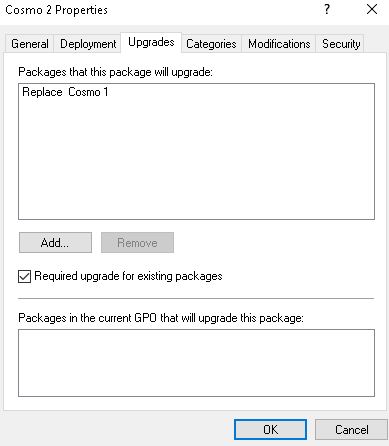 Cosmo 2 Properties
? X
General Deployment Upgrades Categories Modifications Security
Packages that this package will upgrade:
Replace Cosmo 1
Add... Remove
Required upgrade for existing packages
Packages in the current GPO that will upgrade this package:
OK Cancel